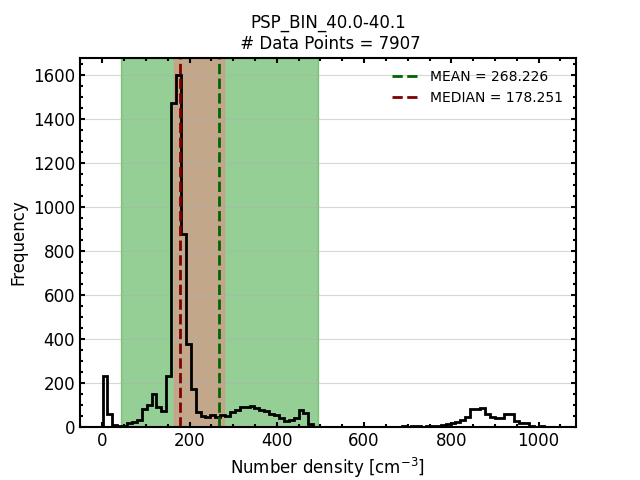 PSP_BIN_40.0-40.1
# Data Points = 7907
MEAN = 268.226
MEDIAN = 178.251
1600
1400
1200
1000
800
600
400
200
0
Frequency
0 200 400 600 800 1000
Number density [cm⁻³]